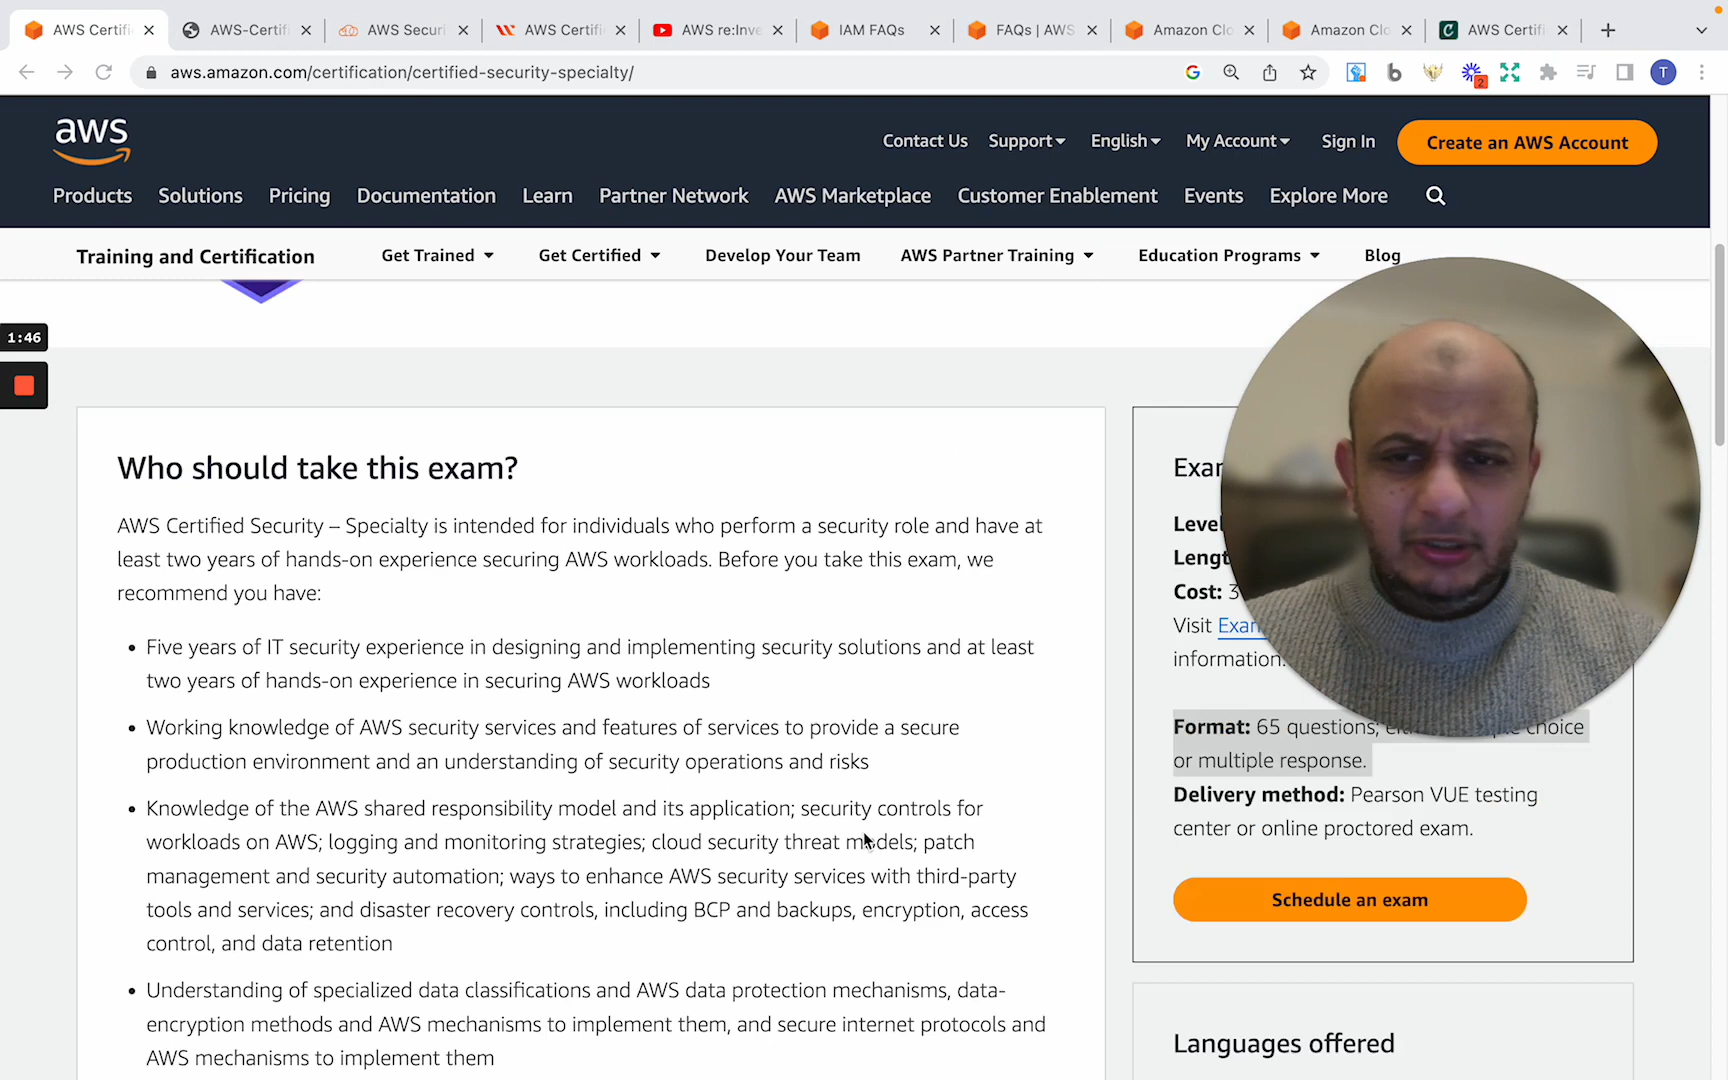 AWS Certifi
AWS-Certifi
AWS Securi
AWS Certifi
AWS re:Inve
IAM FAQs
FAQs | AWS
Amazon Clo
Amazon Clo
AWS Certifi
aws.amazon.com/certification/certified-security-specialty/
2
T
aws
Contact Us
Support
English
My Account
Sign In
Create an AWS Account
Products
Solutions
Pricing
Documentation
Learn
Partner Network
AWS Marketplace
Customer Enablement
Events
Explore More
Training and Certification
Get Trained
Get Certified
Develop Your Team
AWS Partner Training
Education Programs
Blog
1:46
Who should take this exam?
AWS Certified Security – Specialty is intended for individuals who perform a security role and have at
least two years of hands-on experience securing AWS workloads. Before you take this exam, we
recommend you have:
• Five years of IT security experience in designing and implementing security solutions and at least
two years of hands-on experience in securing AWS workloads
• Working knowledge of AWS security services and features of services to provide a secure
production environment and an understanding of security operations and risks
• Knowledge of the AWS shared responsibility model and its application; security controls for
workloads on AWS; logging and monitoring strategies; cloud security threat models; patch
management and security automation; ways to enhance AWS security services with third-party
tools and services; and disaster recovery controls, including BCP and backups, encryption, access
control, and data retention
• Understanding of specialized data classifications and AWS data protection mechanisms, data-
encryption methods and AWS mechanisms to implement them, and secure internet protocols and
AWS mechanisms to implement them
Exa
Level
Lengt
Cost: 3
Visit Exam
information.
Format: 65 questions; choice
or multiple response.
Delivery method: Pearson VUE testing
center or online proctored exam.
Schedule an exam
Languages offered